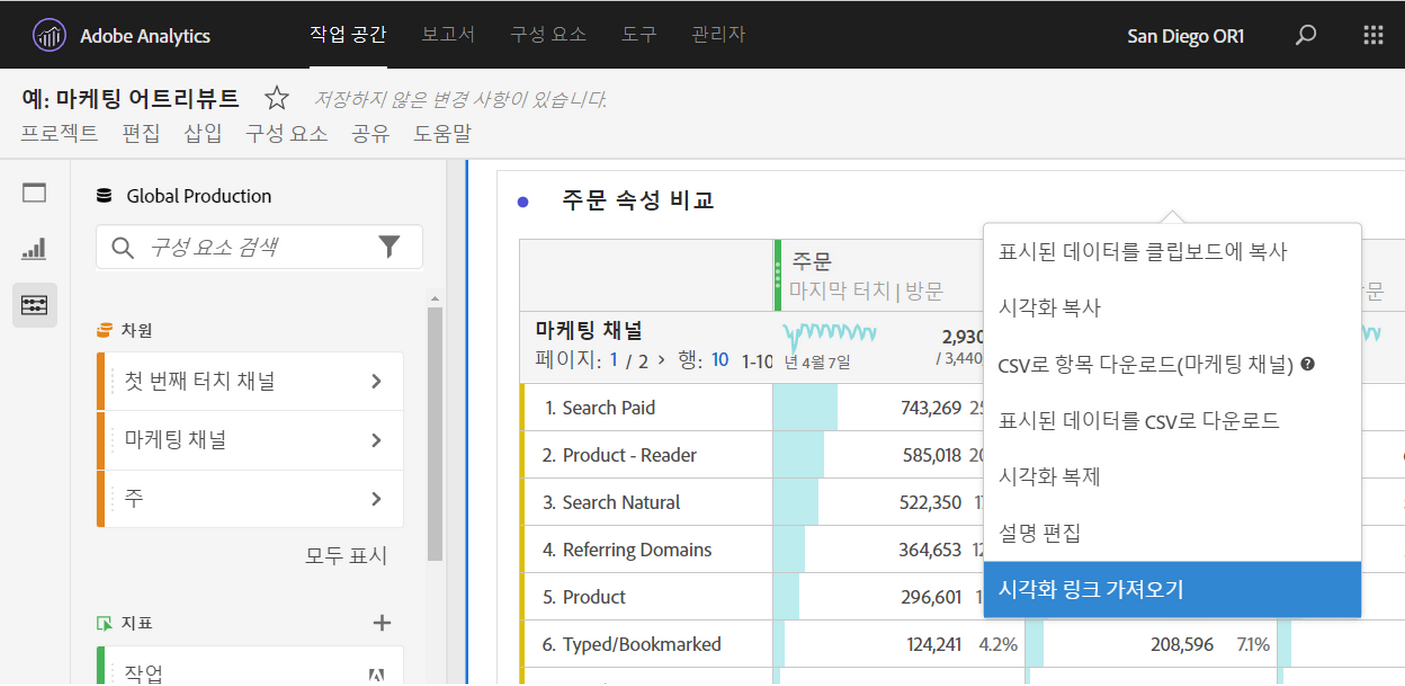 Adobe Analytics 작업 공간 보고서 구성 요소 도구 관리자 San Diego OR1
예: 마케팅 어트리뷰트 저장하지 않은 변경 사항이 있습니다.
프로젝트 편집 삽입 구성 요소 공유 도움말
Global Production
구성 요소 검색
차원
첫 번째 터치 채널
마케팅 채널
주
모두 표시
지표
작업
주문 속성 비교
주문
마지막 터치 | 방문
마케팅 채널
페이지: 1 / 2 > 행: 10 1-10
년 4월 7일
2,930
/ 3,440
1. Search Paid 743,269
2. Product - Reader 585,018
3. Search Natural 522,350
4. Referring Domains 364,653
5. Product 296,601
6. Typed/Bookmarked 124,241 4.2% 208,596 7.1%
표시된 데이터를 클립보드에 복사
시각화 복사
CSV로 항목 다운로드(마케팅 채널)
표시된 데이터를 CSV로 다운로드
시각화 복제
설명 편집
시각화 링크 가져오기